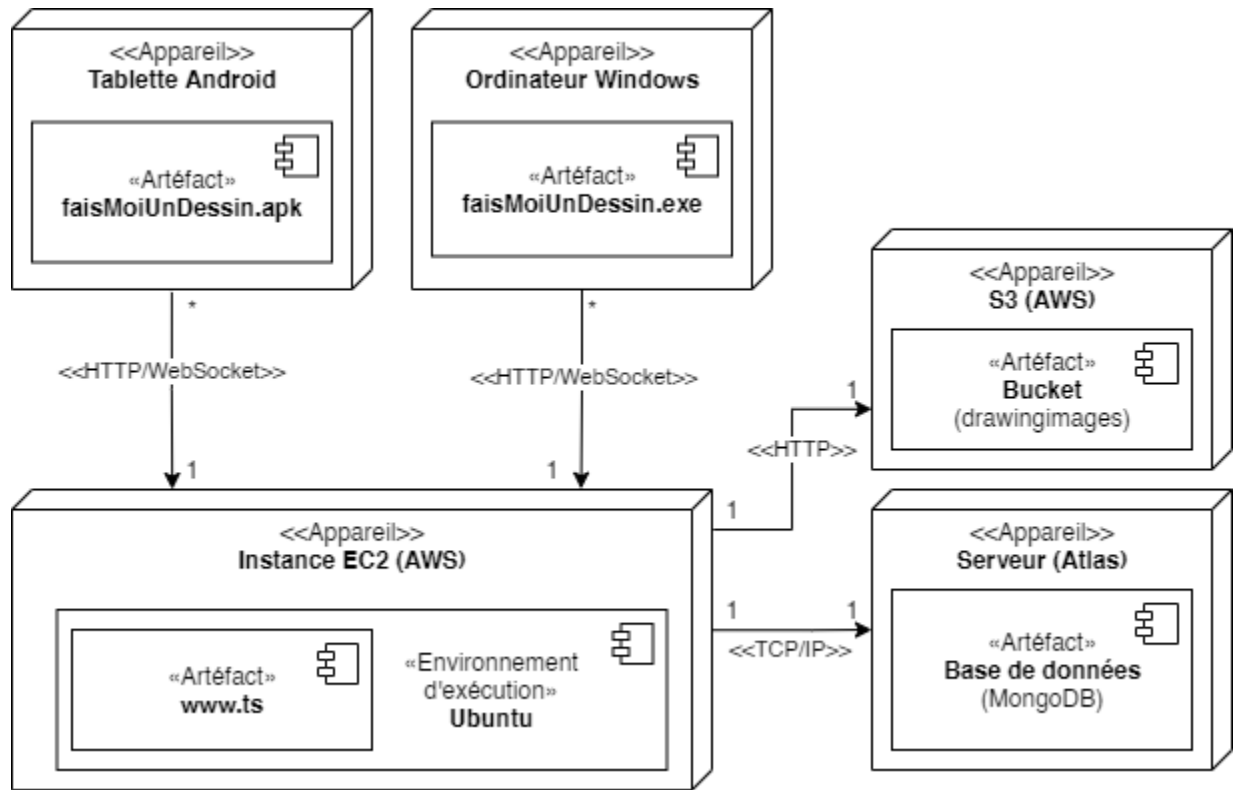 <<Appareil>>
Tablette Android
«Artéfact»
faisMoiUnDessin.apk
<<Appareil>>
Ordinateur Windows
«Artéfact»
faisMoiUnDessin.exe
*
<<HTTP/WebSocket>>
1
*
<<HTTP/WebSocket>>
1
<<Appareil>>
S3 (AWS)
«Artéfact»
Bucket
(drawingimages)
1
<<HTTP>>
1
<<Appareil>>
Instance EC2 (AWS)
«Artéfact»
www.ts
«Environnement
d'exécution»
Ubuntu
1
1
<<TCP/IP>>
<<Appareil>>
Serveur (Atlas)
«Artéfact»
Base de données
(MongoDB)